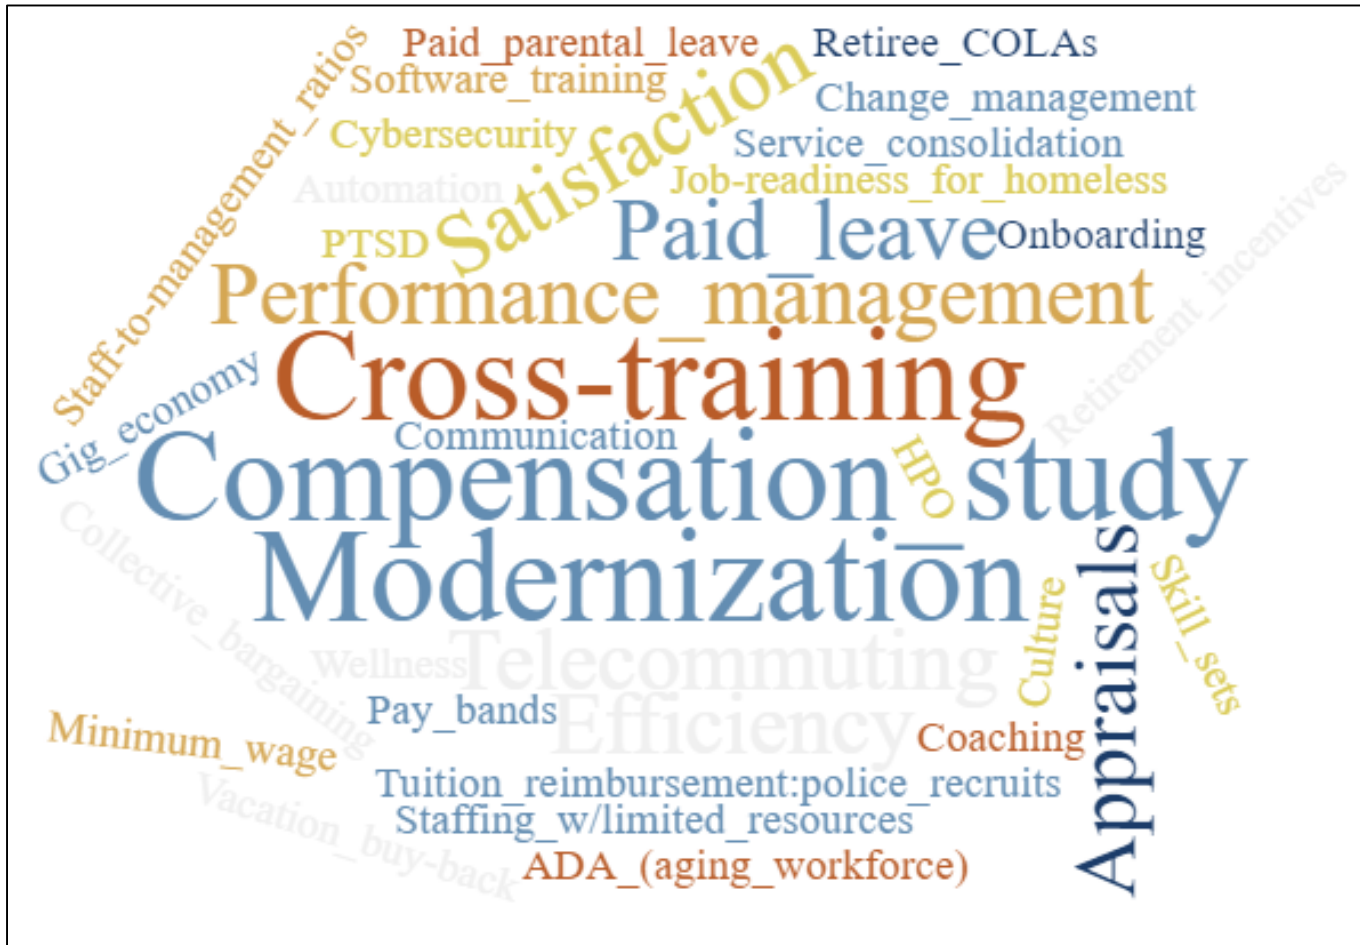 Paid_parental_leave
Retiree_COLAs
Staff-to-management_ratios
Software_training
Satisfaction
Change_management
Cybersecurity
Service_consolidation
Automation
Job-readiness_for_homeless
PTSD
Paid_leave
Onboarding
Retirement_incentives
Performance_management
Cross-training
Gig_economy
Communication
HPO
Compensation_study
Collective_bargaining
Modernization
Appraisals
Skill_sets
Culture
Wellness
Telecommuting
Pay_bands
Efficiency
Coaching
Minimum_wage
Vacation_buy-back
Tuition_reimbursement:police_recruits
Staffing_w/limited_resources
ADA_(aging_workforce)